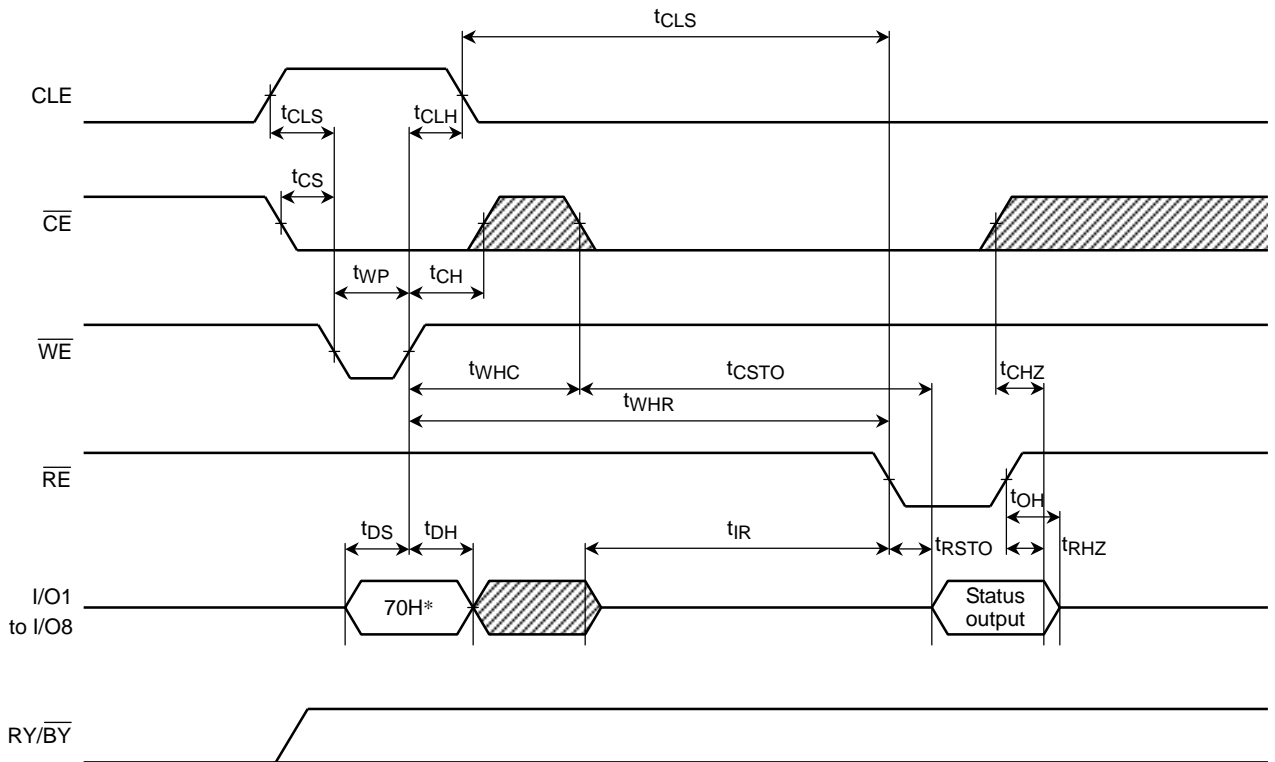 tCLS
CLE
tCLS
tCLH
tCS
CE
tWP
tCH
WE
tWHC
tCSTO
tCHZ
tWHR
RE
tOH
tDS
tDH
tIR
tRSTO
tRHZ
I/O1
to I/O8
70H*
Status
output
RY/BY